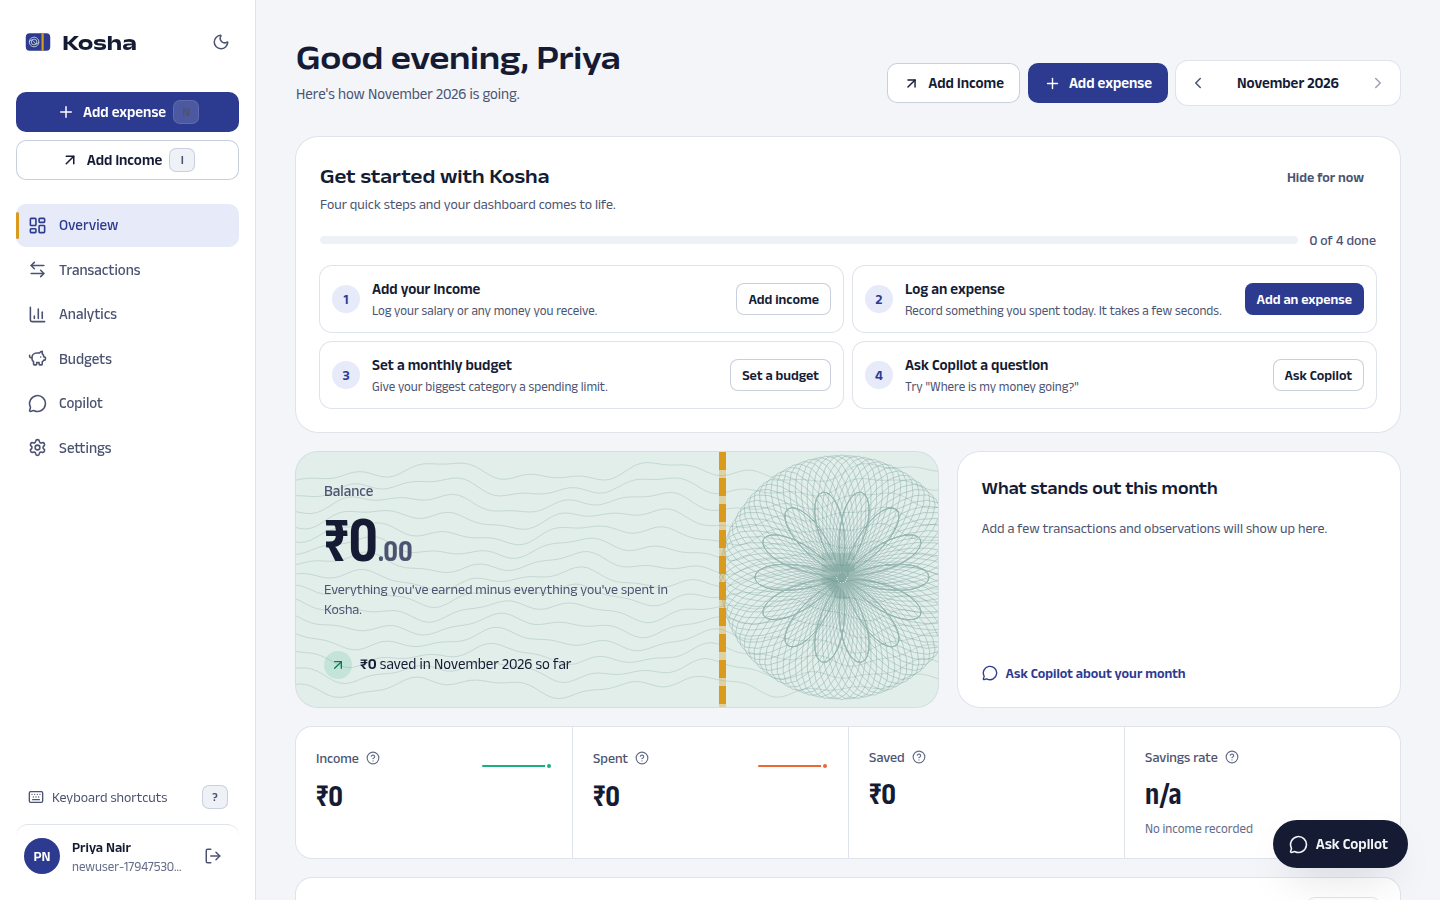 Kosha
Add expense
Add income I
Overview
Transactions
Analytics
Budgets
Copilot
Settings
Keyboard shortcuts ?
PN
Priya Nair
newuser-17947530...
Good evening, Priya
Here's how November 2026 is going.
Add income
Add expense
November 2026
Get started with Kosha
Hide for now
Four quick steps and your dashboard comes to life.
0 of 4 done
1
Add your income
Log your salary or any money you receive.
Add income
2
Log an expense
Record something you spent today. It takes a few seconds.
Add an expense
3
Set a monthly budget
Give your biggest category a spending limit.
Set a budget
4
Ask Copilot a question
Try "Where is my money going?"
Ask Copilot
Balance
₹0.00
Everything you've earned minus everything you've spent in
Kosha.
₹0 saved in November 2026 so far
What stands out this month
Add a few transactions and observations will show up here.
Ask Copilot about your month
Income ?
₹0
Spent ?
₹0
Saved ?
₹0
Savings rate ?
n/a
No income recorded
Ask Copilot